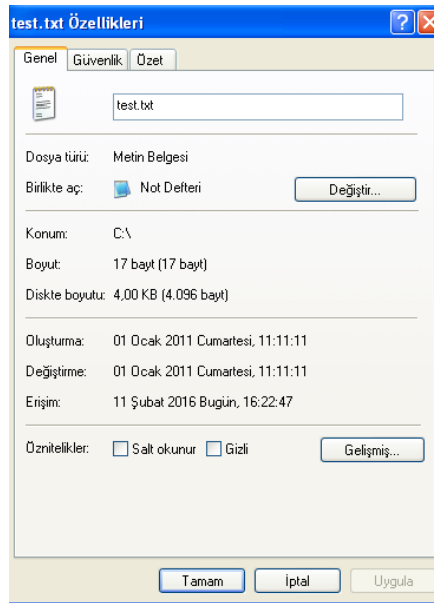 test.txt Özellikleri
Genel Güvenlik Özet
test.txt
Dosya türü: Metin Belgesi
Birlikte aç: Not Defteri Değiştir...
Konum: C:\
Boyut: 17 bayt (17 bayt)
Diskte boyutu: 4,00 KB (4.096 bayt)
Oluşturma: 01 Ocak 2011 Cumartesi, 11:11:11
Değiştirme: 01 Ocak 2011 Cumartesi, 11:11:11
Erişim: 11 Şubat 2016 Bugün, 16:22:47
Öznitelikler: Salt okunur Gizli Gelişmiş...
Tamam İptal Uygula